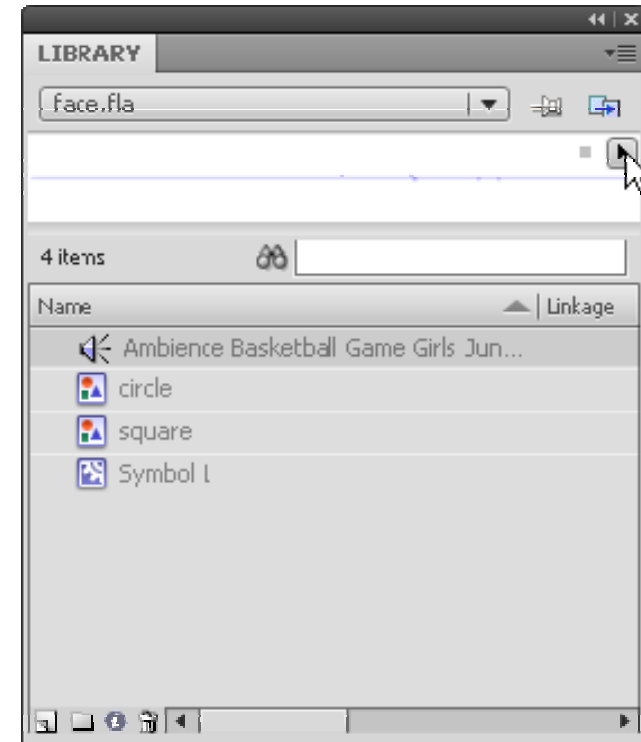 LIBRARY
face.fla
4 items
Name Linkage
Ambience Basketball Game Girls Jun...
circle
square
Symbol 1